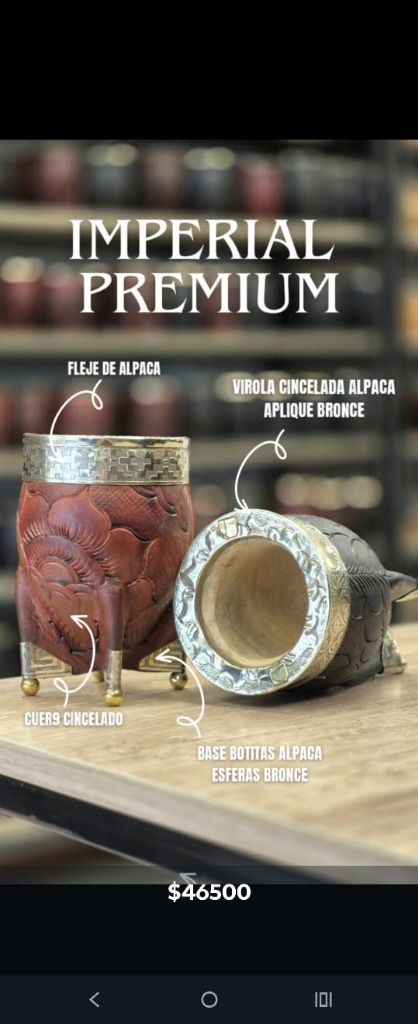 IMPERIAL
PREMIUM
FLEJE DE ALPACA
VIROLA CINCELADA ALPACA
APLIQUE BRONCE
CUER9 CINCELADO
BASE BOTITAS ALPACA
ESFERAS BRONCE
$46500